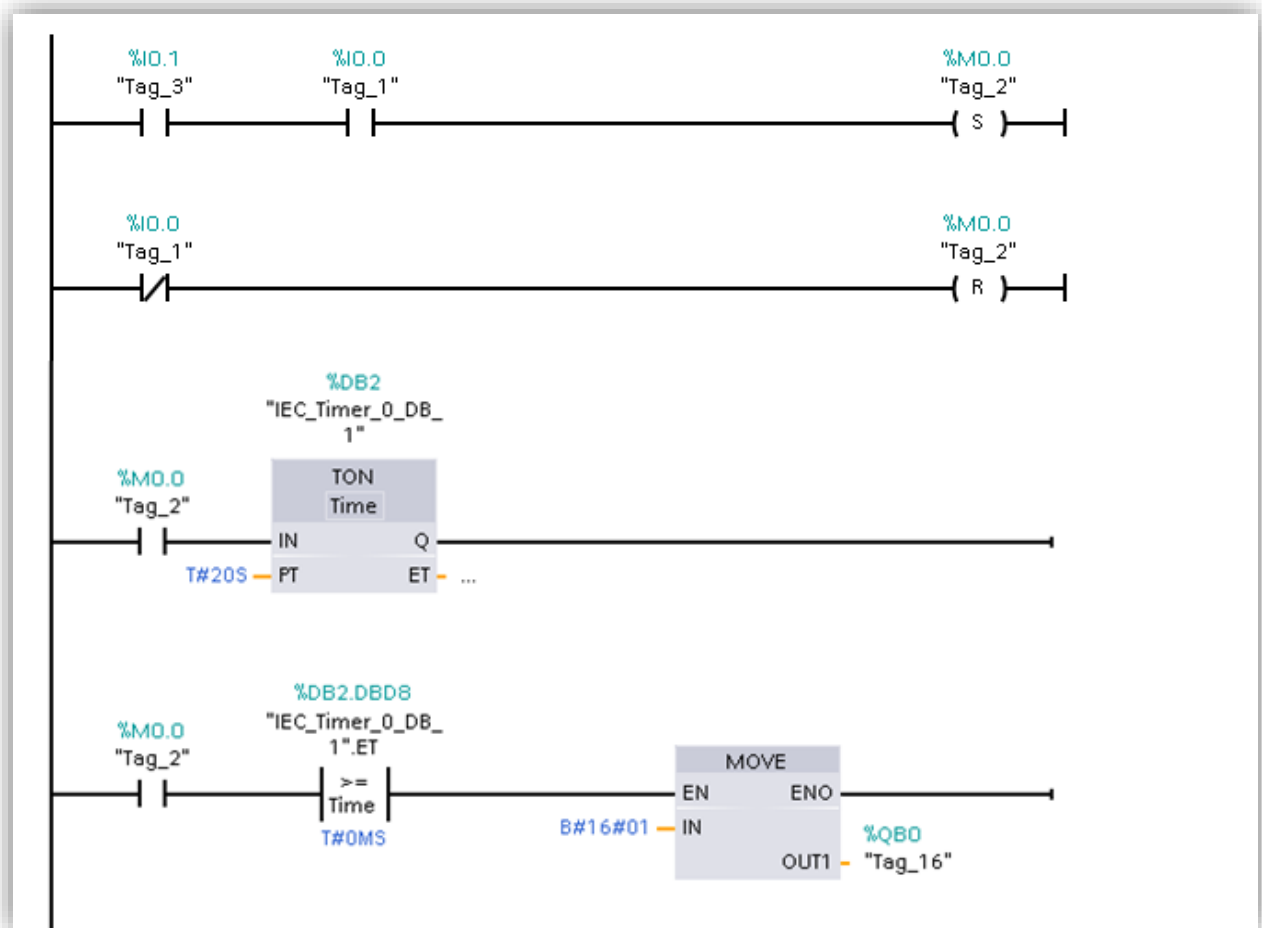 %I0.1 %I0.0 %M0.0
"Tag_3" "Tag_1" "Tag_2"
S
%I0.0 %M0.0
"Tag_1" "Tag_2"
R
%DB2
"IEC_Timer_0_DB_
1"
%M0.0 TON
"Tag_2" Time
IN Q
T#20S PT ET ...
%DB2.DBD8
"IEC_Timer_0_DB_
1".ET
%M0.0
"Tag_2"
>=
Time
T#0MS
MOVE
EN ENO
B#16#01 IN
%QB0
OUT1 "Tag_16"